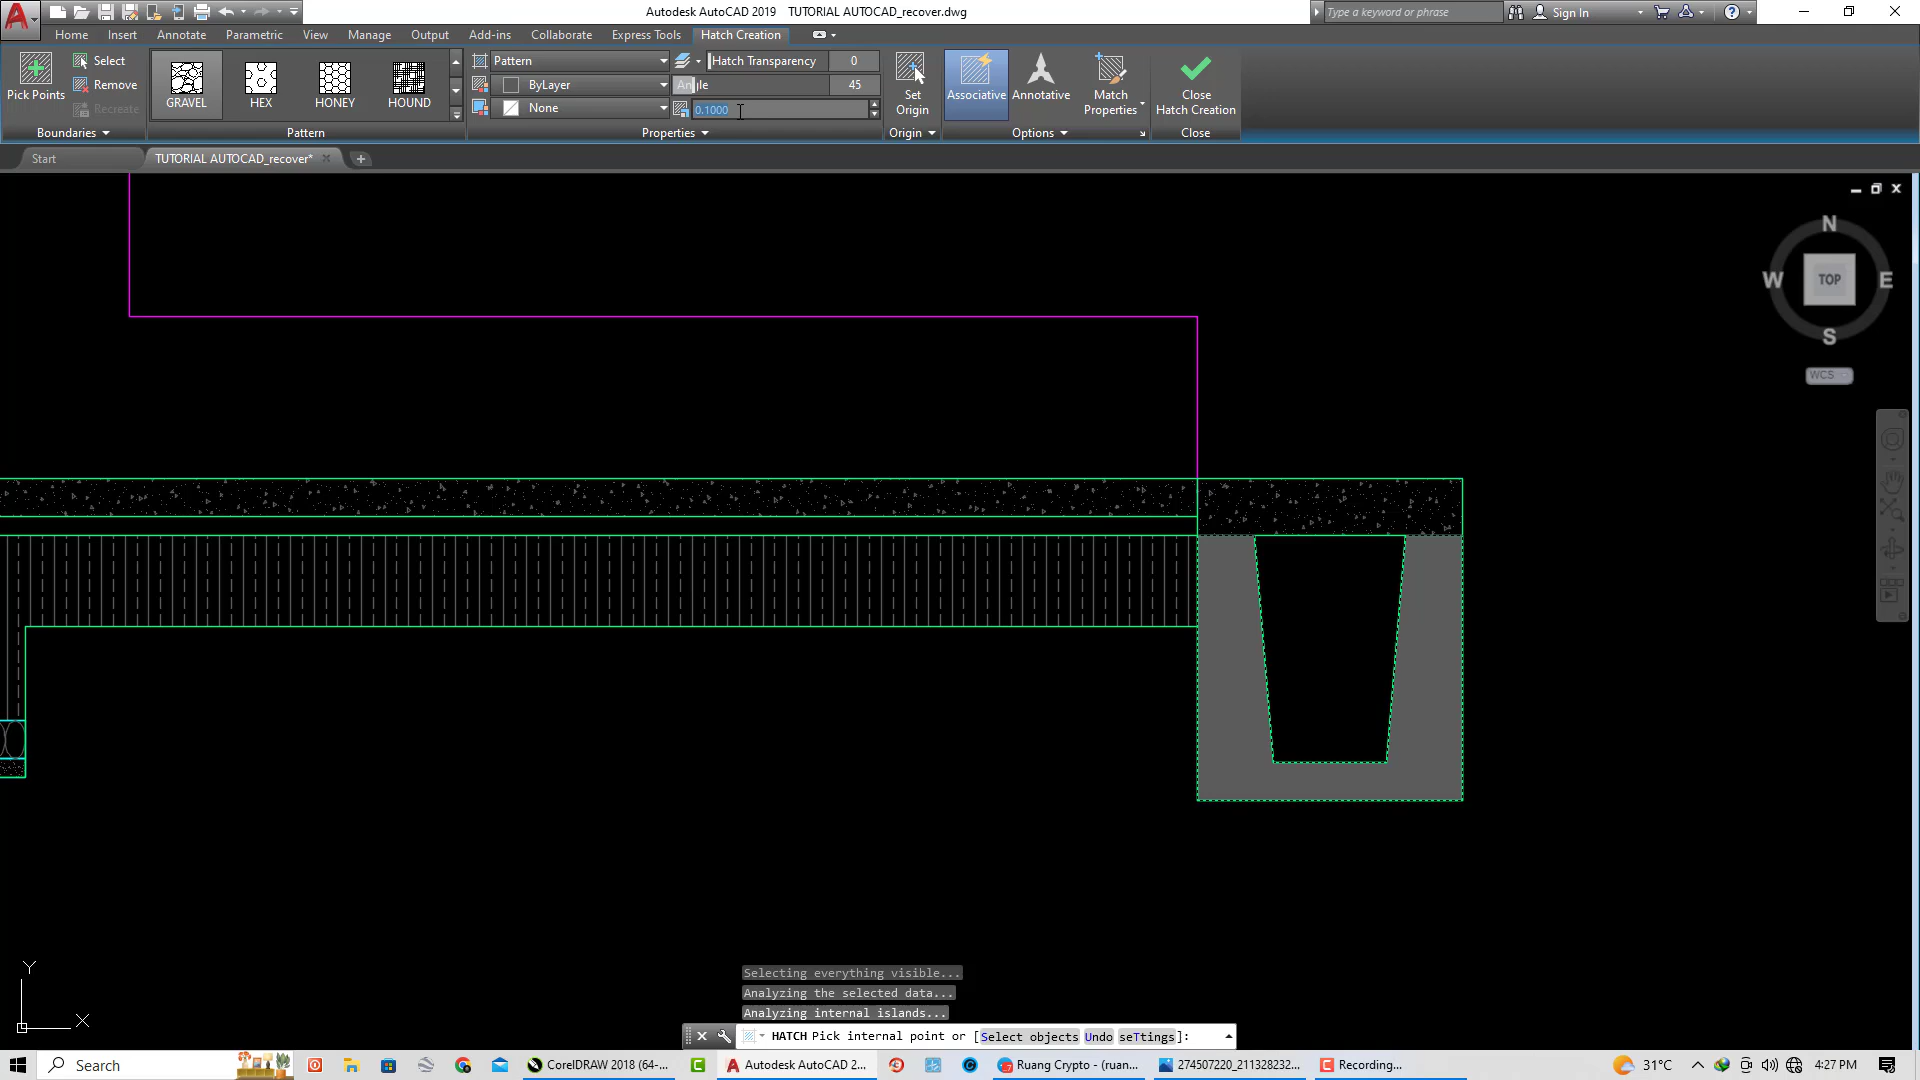 Autodesk AutoCAD 2019 TUTORIAL AUTOCAD_recover.dwg
Type a keyword or phrase
Sign In
Home Insert Annotate Parametric View Manage Output Add-ins Collaborate Express Tools Hatch Creation
Pick Points
Select
Remove
Recreate
Boundaries
GRAVEL HEX HONEY HOUND
Pattern
Pattern
ByLayer
None
Hatch Transparency 0
Angle 45
0.1000
Properties
Set
Origin
Origin
Associative
Annotative
Match
Properties
Options
Close
Hatch Creation
Close
Start TUTORIAL AUTOCAD_recover*
N
W TOP E
S
WCS
Y
X
Selecting everything visible...
Analyzing the selected data...
Analyzing internal islands...
HATCH Pick internal point or [Select objects Undo seTtings]:
Search
CorelDRAW 2018 (64-...
Autodesk AutoCAD 2...
Ruang Crypto - (ruan...
274507220_211328232...
Recording...
31°C
4:27 PM